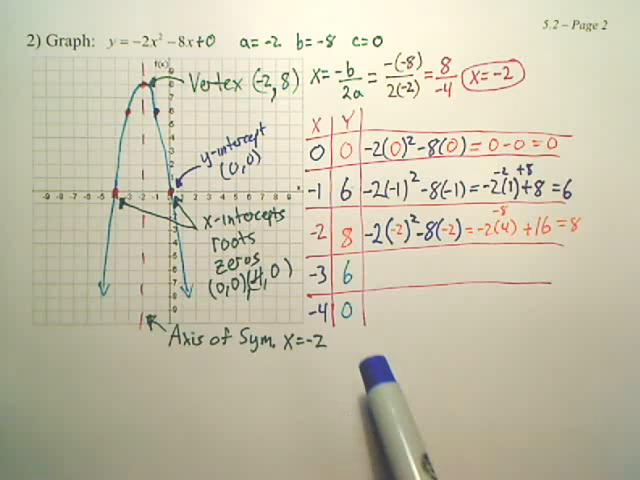 5.2 – Page 2
2) Graph: y = −2x² − 8x+0 a=-2 b=-8 c=0
f(x)
Vertex (-2, 8)
X = -b/2a = -(-8)/2(-2) = 8/-4 X=-2
y-intercept
(0,0)
X-intercepts
roots
zeros
(0,0)(-4,0)
Axis of Sym. X=-2
X Y
0 0 -2(0)² -8(0) = 0 - 0 = 0
-2 +8
-1 6 -2(-1)² -8(-1) = -2(1) + 8 = 6
-8
-2 8 -2(-2)² -8(-2) = -2(4) +16 = 8
-3 6
-4 0